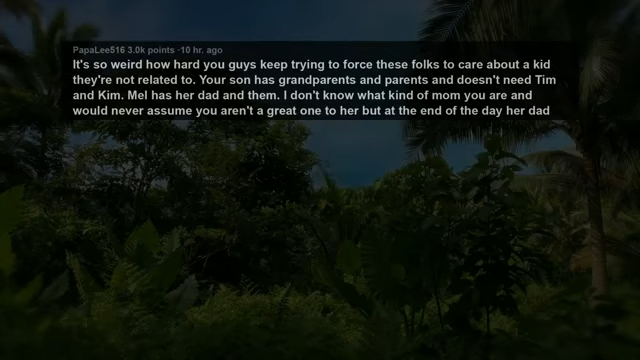 PapaLee516 3.0k points ·10 hr. ago
It's so weird how hard you guys keep trying to force these folks to care about a kid
they're not related to. Your son has grandparents and parents and doesn't need Tim
and Kim. Mel has her dad and them. I don't know what kind of mom you are and
would never assume you aren't a great one to her but at the end of the day her dad